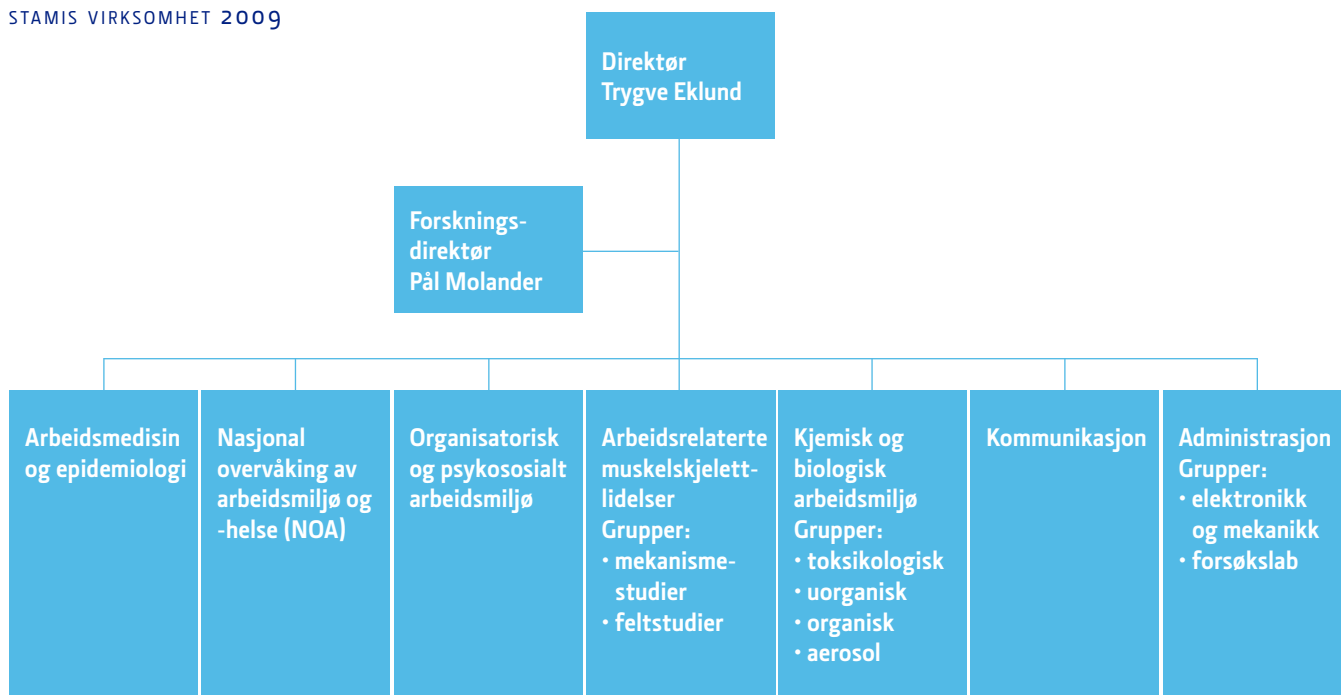 STAMIS VIRKSOMHET 2009
Direktør
Trygve Eklund
Forsknings-
direktør
Pål Molander
Arbeidsmedisin
og epidemiologi
Nasjonal
overvåking av
arbeidsmiljø og
-helse (NOA)
Organisatorisk
og psykososialt
arbeidsmiljø
Arbeidsrelaterte
muskelskjelett-
lidelser
Grupper:
• mekanisme-
studier
• feltstudier
Kjemisk og
biologisk
arbeidsmiljø
Grupper:
• toksikologisk
• uorganisk
• organisk
• aerosol
Kommunikasjon
Administrasjon
Grupper:
• elektronikk
og mekanikk
• forsøkslab